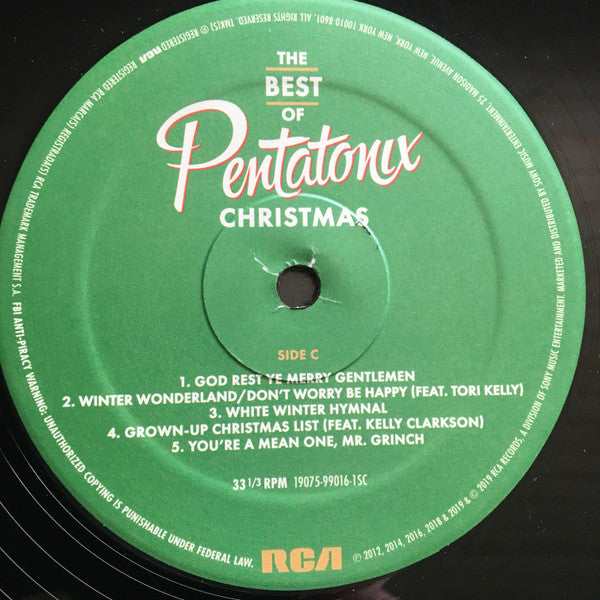 THE
BEST
OF
Pentatonix
CHRISTMAS
SIDE C
1. GOD REST YE MERRY GENTLEMEN
2. WINTER WONDERLAND/DON'T WORRY BE HAPPY (FEAT. TORI KELLY)
3. WHITE WINTER HYMNAL
4. GROWN-UP CHRISTMAS LIST (FEAT. KELLY CLARKSON)
5. YOU'RE A MEAN ONE, MR. GRINCH
33 1/3 RPM 19075-99016-1SC
RCA
℗ 2012, 2014, 2016, 2018 & 2019 & © 2019 RCA RECORDS, A DIVISION OF SONY MUSIC ENTERTAINMENT. MARKETED AND DISTRIBUTED BY SONY MUSIC ENTERTAINMENT, 25 MADISON AVENUE, NEW YORK, NEW YORK 10010-8601. ALL RIGHTS RESERVED. TMK(S) ® REGISTERED RCA MARCA(S) REGISTRADA(S) RCA TRADEMARK MANAGEMENT S.A. FBI ANTI-PIRACY WARNING: UNAUTHORIZED COPYING IS PUNISHABLE UNDER FEDERAL LAW.